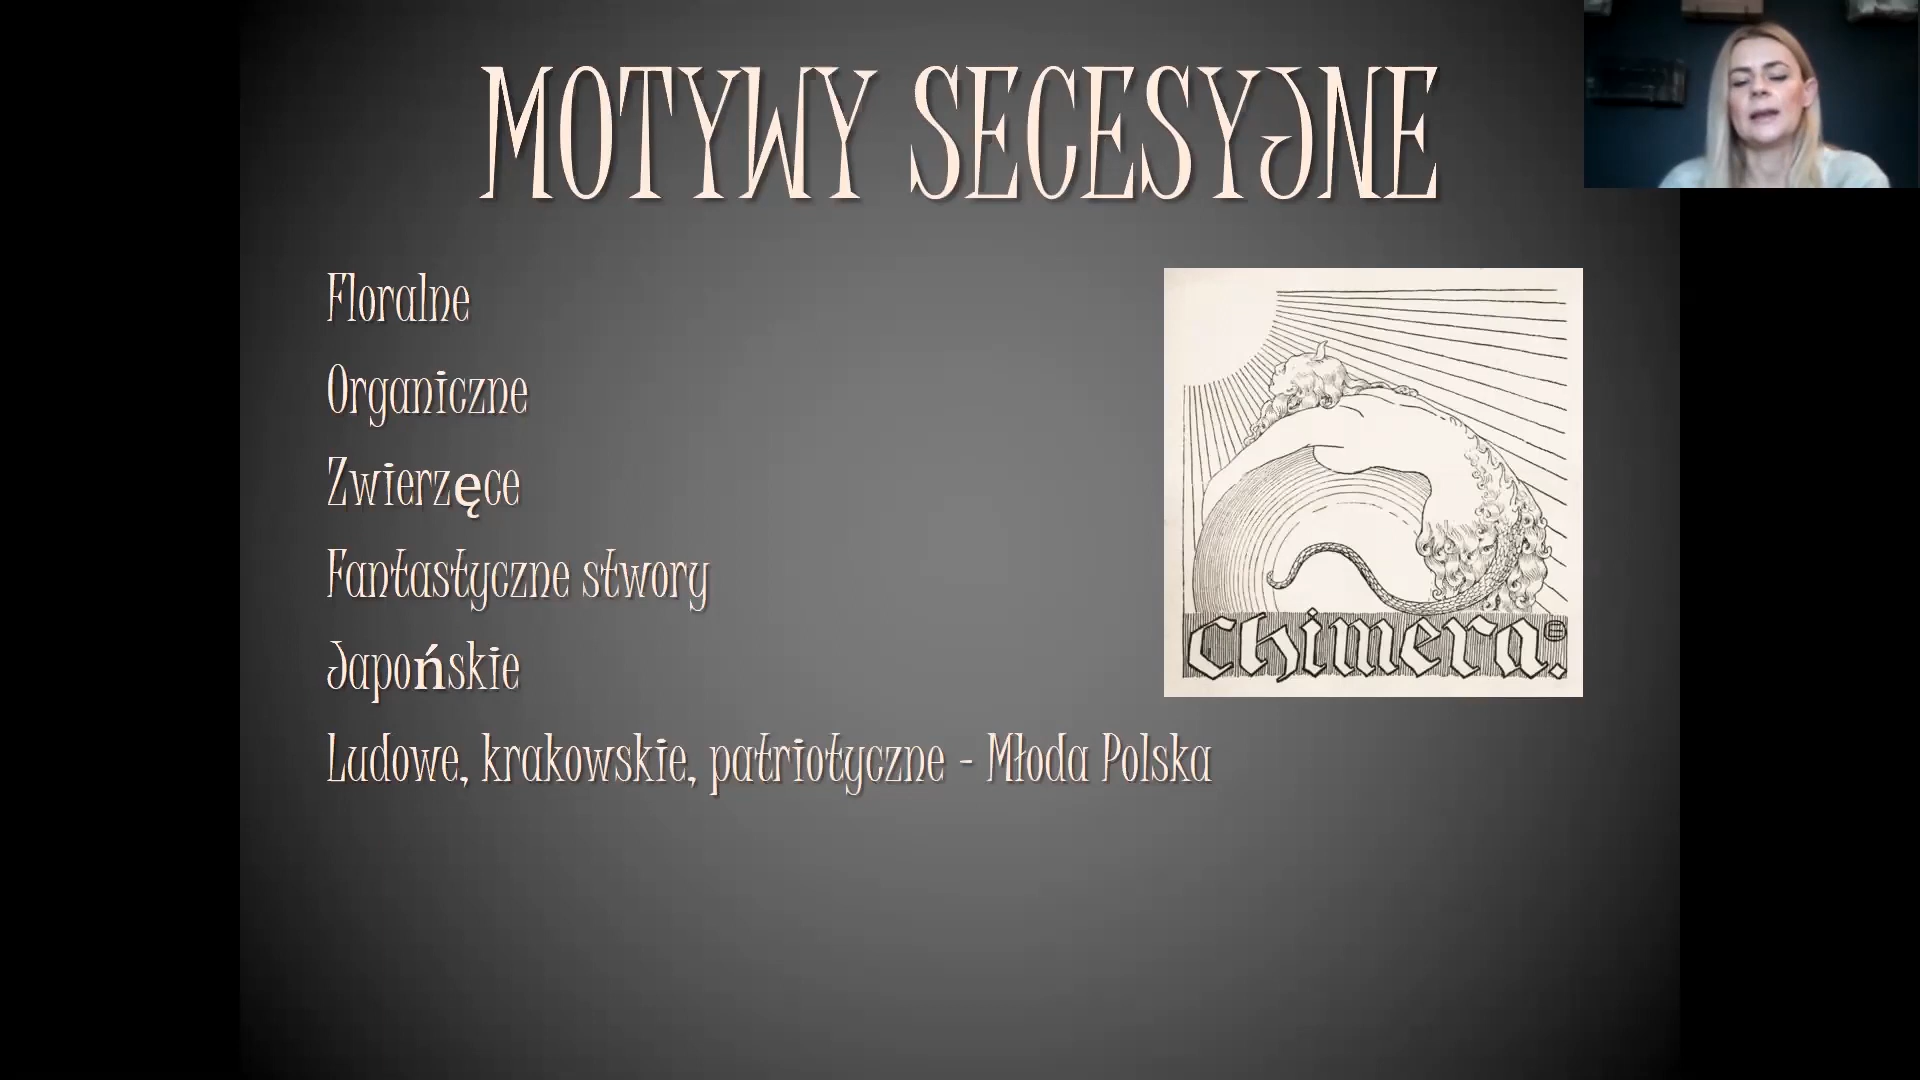 MOTYWY SECESYJNE
Floralne
Organiczne
Zwierzęce
Fantastyczne stwory
Japońskie
Ludowe, krakowskie, patriotyczne - Młoda Polska
Chimera.